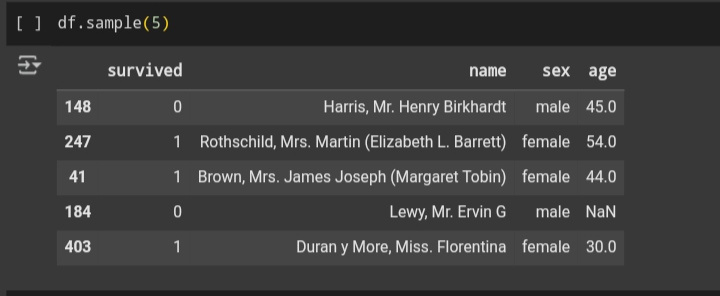 [ ] df.sample(5)
survived name sex age
148 0 Harris, Mr. Henry Birkhardt male 45.0
247 1 Rothschild, Mrs. Martin (Elizabeth L. Barrett) female 54.0
41 1 Brown, Mrs. James Joseph (Margaret Tobin) female 44.0
184 0 Lewy, Mr. Ervin G male NaN
403 1 Duran y More, Miss. Florentina female 30.0